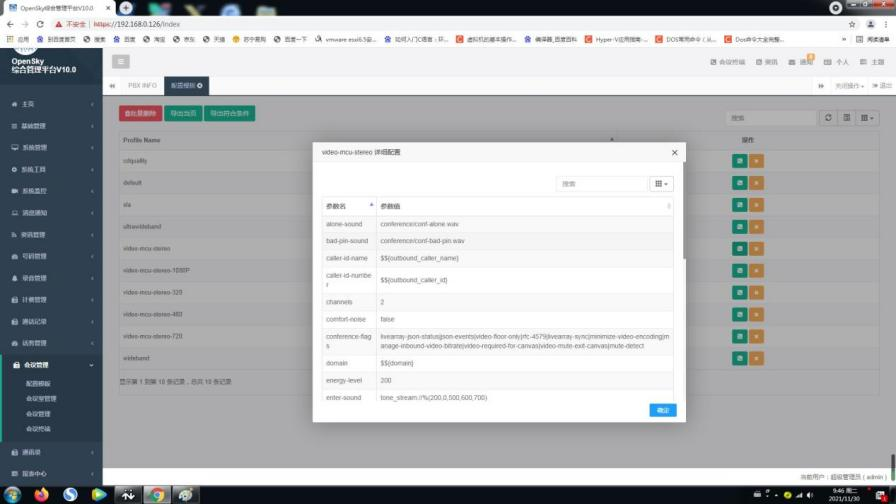 OpenSky综合管理平台V10.0
不安全 https://192.168.0.126/index
应用 到百度首页 搜索 百度 淘宝 京东 天猫 苏宁易购 百度一下 vmware esxi6.5安... 如何入门C语言：环... 虚拟机的基本操作... 编译器_百度百科 Hyper-V应用指南-... DOS常用命令（从... Dos命令大全完整... 阅读清单
OpenSky
综合管理平台V10.0
会议终端 资讯 通知 个人 主题
PBX INFO 配置模板 关闭操作 退出
主页
基础管理
系统管理
系统工具
系统监控
消息通知
资讯管理
号码管理
录音管理
计费管理
通话记录
话务管理
会议管理
配置模板
会议室管理
会议管理
会议终端
通讯录
报表中心
批量删除 导出当页 导出符合条件 搜索
Profile Name 操作
cdquality
default
sla
ultrawideband
video-mcu-stereo
video-mcu-stereo-1080P
video-mcu-stereo-320
video-mcu-stereo-480
video-mcu-stereo-720
wideband
显示第 1 到第 10 条记录，总共 10 条记录
video-mcu-stereo 详细配置
搜索
参数名 参数值
alone-sound conference/conf-alone.wav
bad-pin-sound conference/conf-bad-pin.wav
caller-id-name $${outbound_caller_name}
caller-id-numbe
r $${outbound_caller_id}
channels 2
comfort-noise false
conference-flag livearray-json-status|json-events|video-floor-only|rfc-4579|livearray-sync|minimize-video-encoding|m
s anage-inbound-video-bitrate|video-required-for-canvas|video-mute-exit-canvas|mute-detect
domain $${domain}
energy-level 200
enter-sound tone_stream://%(200,0,500,600,700)
确定
当前用户：超级管理员 ( admin )
9:46 周二
2021/11/30